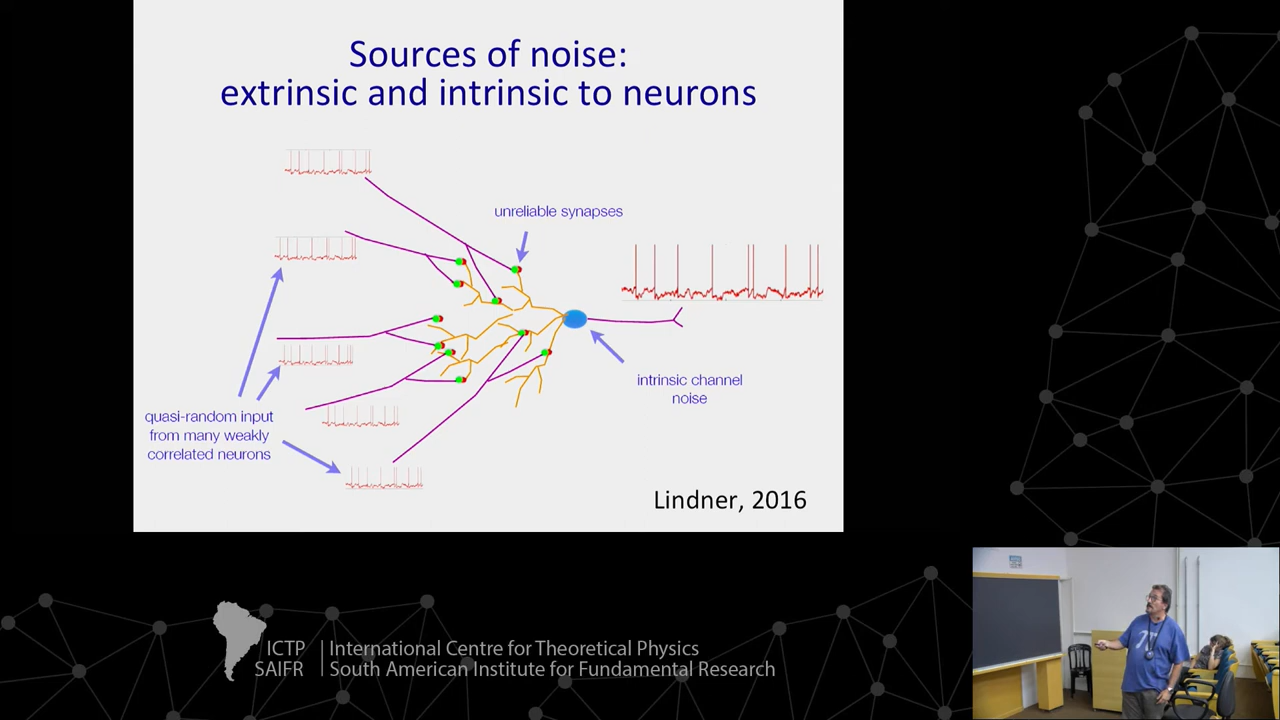 Sources of noise:
extrinsic and intrinsic to neurons
unreliable synapses
intrinsic channel
noise
quasi-random input
from many weakly
correlated neurons
Lindner, 2016
ICTP
SAIFR
International Centre for Theoretical Physics
South American Institute for Fundamental Research